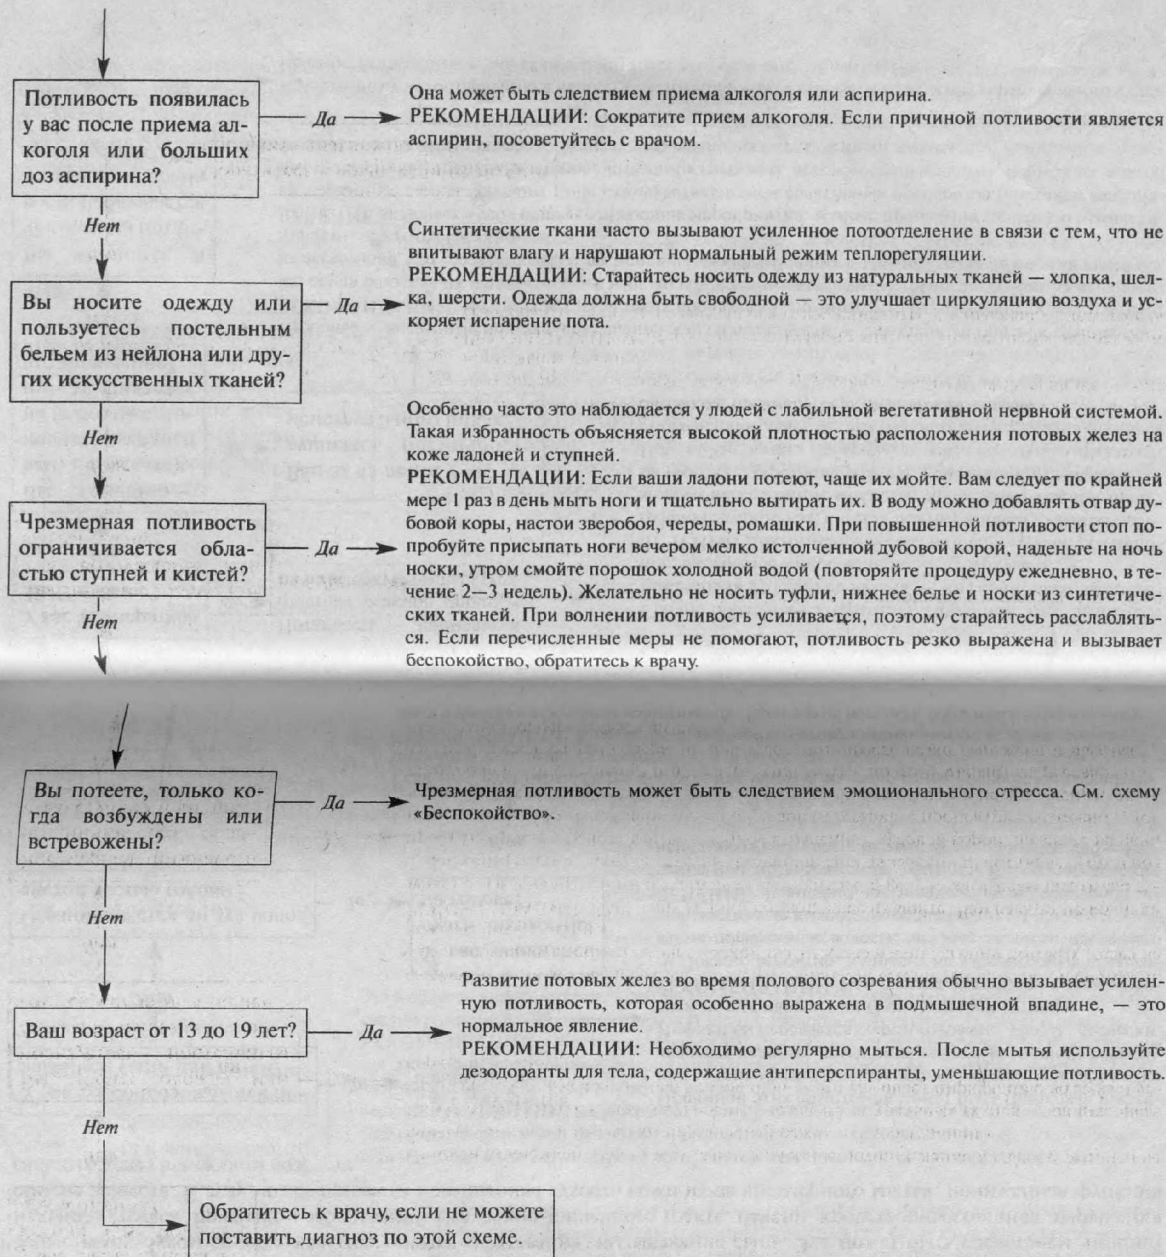 Потливость появилась
у вас после приема ал-
коголя или больших
доз аспирина?
Да
Она может быть следствием приема алкоголя или аспирина.
РЕКОМЕНДАЦИИ: Сократите прием алкоголя. Если причиной потливости является
аспирин, посоветуйтесь с врачом.
Нет
Вы носите одежду или
пользуетесь постельным
бельем из нейлона или дру-
гих искусственных тканей?
Да
Синтетические ткани часто вызывают усиленное потоотделение в связи с тем, что не
впитывают влагу и нарушают нормальный режим теплорегуляции.
РЕКОМЕНДАЦИИ: Старайтесь носить одежду из натуральных тканей — хлопка, шел-
ка, шерсти. Одежда должна быть свободной — это улучшает циркуляцию воздуха и ус-
коряет испарение пота.
Нет
Чрезмерная потливость
ограничивается обла-
стью ступней и кистей?
Да
Особенно часто это наблюдается у людей с лабильной вегетативной нервной системой.
Такая избранность объясняется высокой плотностью расположения потовых желез на
коже ладоней и ступней.
РЕКОМЕНДАЦИИ: Если ваши ладони потеют, чаще их мойте. Вам следует по крайней
мере 1 раз в день мыть ноги и тщательно вытирать их. В воду можно добавлять отвар ду-
бовой коры, настои зверобоя, череды, ромашки. При повышенной потливости стоп по-
пробуйте присыпать ноги вечером мелко истолченной дубовой корой, наденьте на ночь
носки, утром смойте порошок холодной водой (повторяйте процедуру ежедневно, в те-
чение 2—3 недель). Желательно не носить туфли, нижнее белье и носки из синтетиче-
ских тканей. При волнении потливость усиливается, поэтому старайтесь расслаблять-
ся. Если перечисленные меры не помогают, потливость резко выражена и вызывает
беспокойство, обратитесь к врачу.
Нет
Вы потеете, только ко-
гда возбуждены или
встревожены?
Да
Чрезмерная потливость может быть следствием эмоционального стресса. См. схему
«Беспокойство».
Нет
Ваш возраст от 13 до 19 лет?
Да
Развитие потовых желез во время полового созревания обычно вызывает усилен-
ную потливость, которая особенно выражена в подмышечной впадине, — это
нормальное явление.
РЕКОМЕНДАЦИИ: Необходимо регулярно мыться. После мытья используйте
дезодоранты для тела, содержащие антиперспиранты, уменьшающие потливость.
Нет
Обратитесь к врачу, если не можете
поставить диагноз по этой схеме.